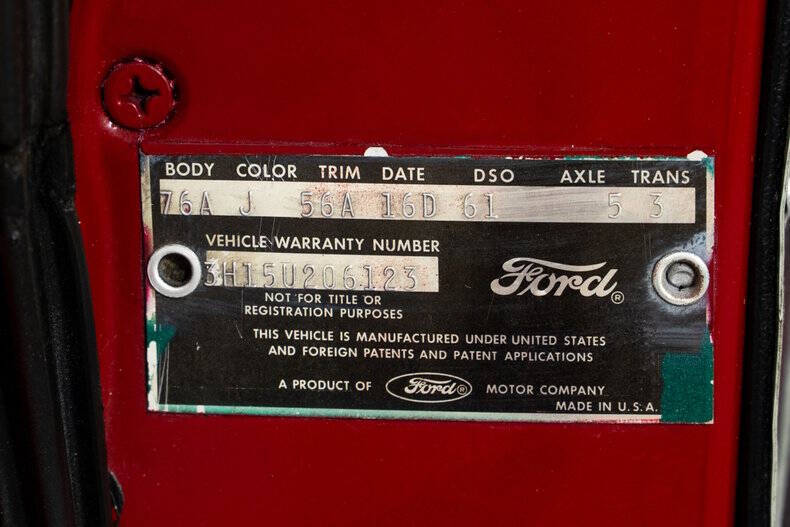 BODY COLOR TRIM DATE DSO AXLE TRANS
76A J 56A 16D 61 5 3
VEHICLE WARRANTY NUMBER
3H15U206123
Ford®
NOT FOR TITLE OR
REGISTRATION PURPOSES
THIS VEHICLE IS MANUFACTURED UNDER UNITED STATES
AND FOREIGN PATENTS AND PATENT APPLICATIONS
A PRODUCT OF Ford® MOTOR COMPANY
MADE IN U.S.A.